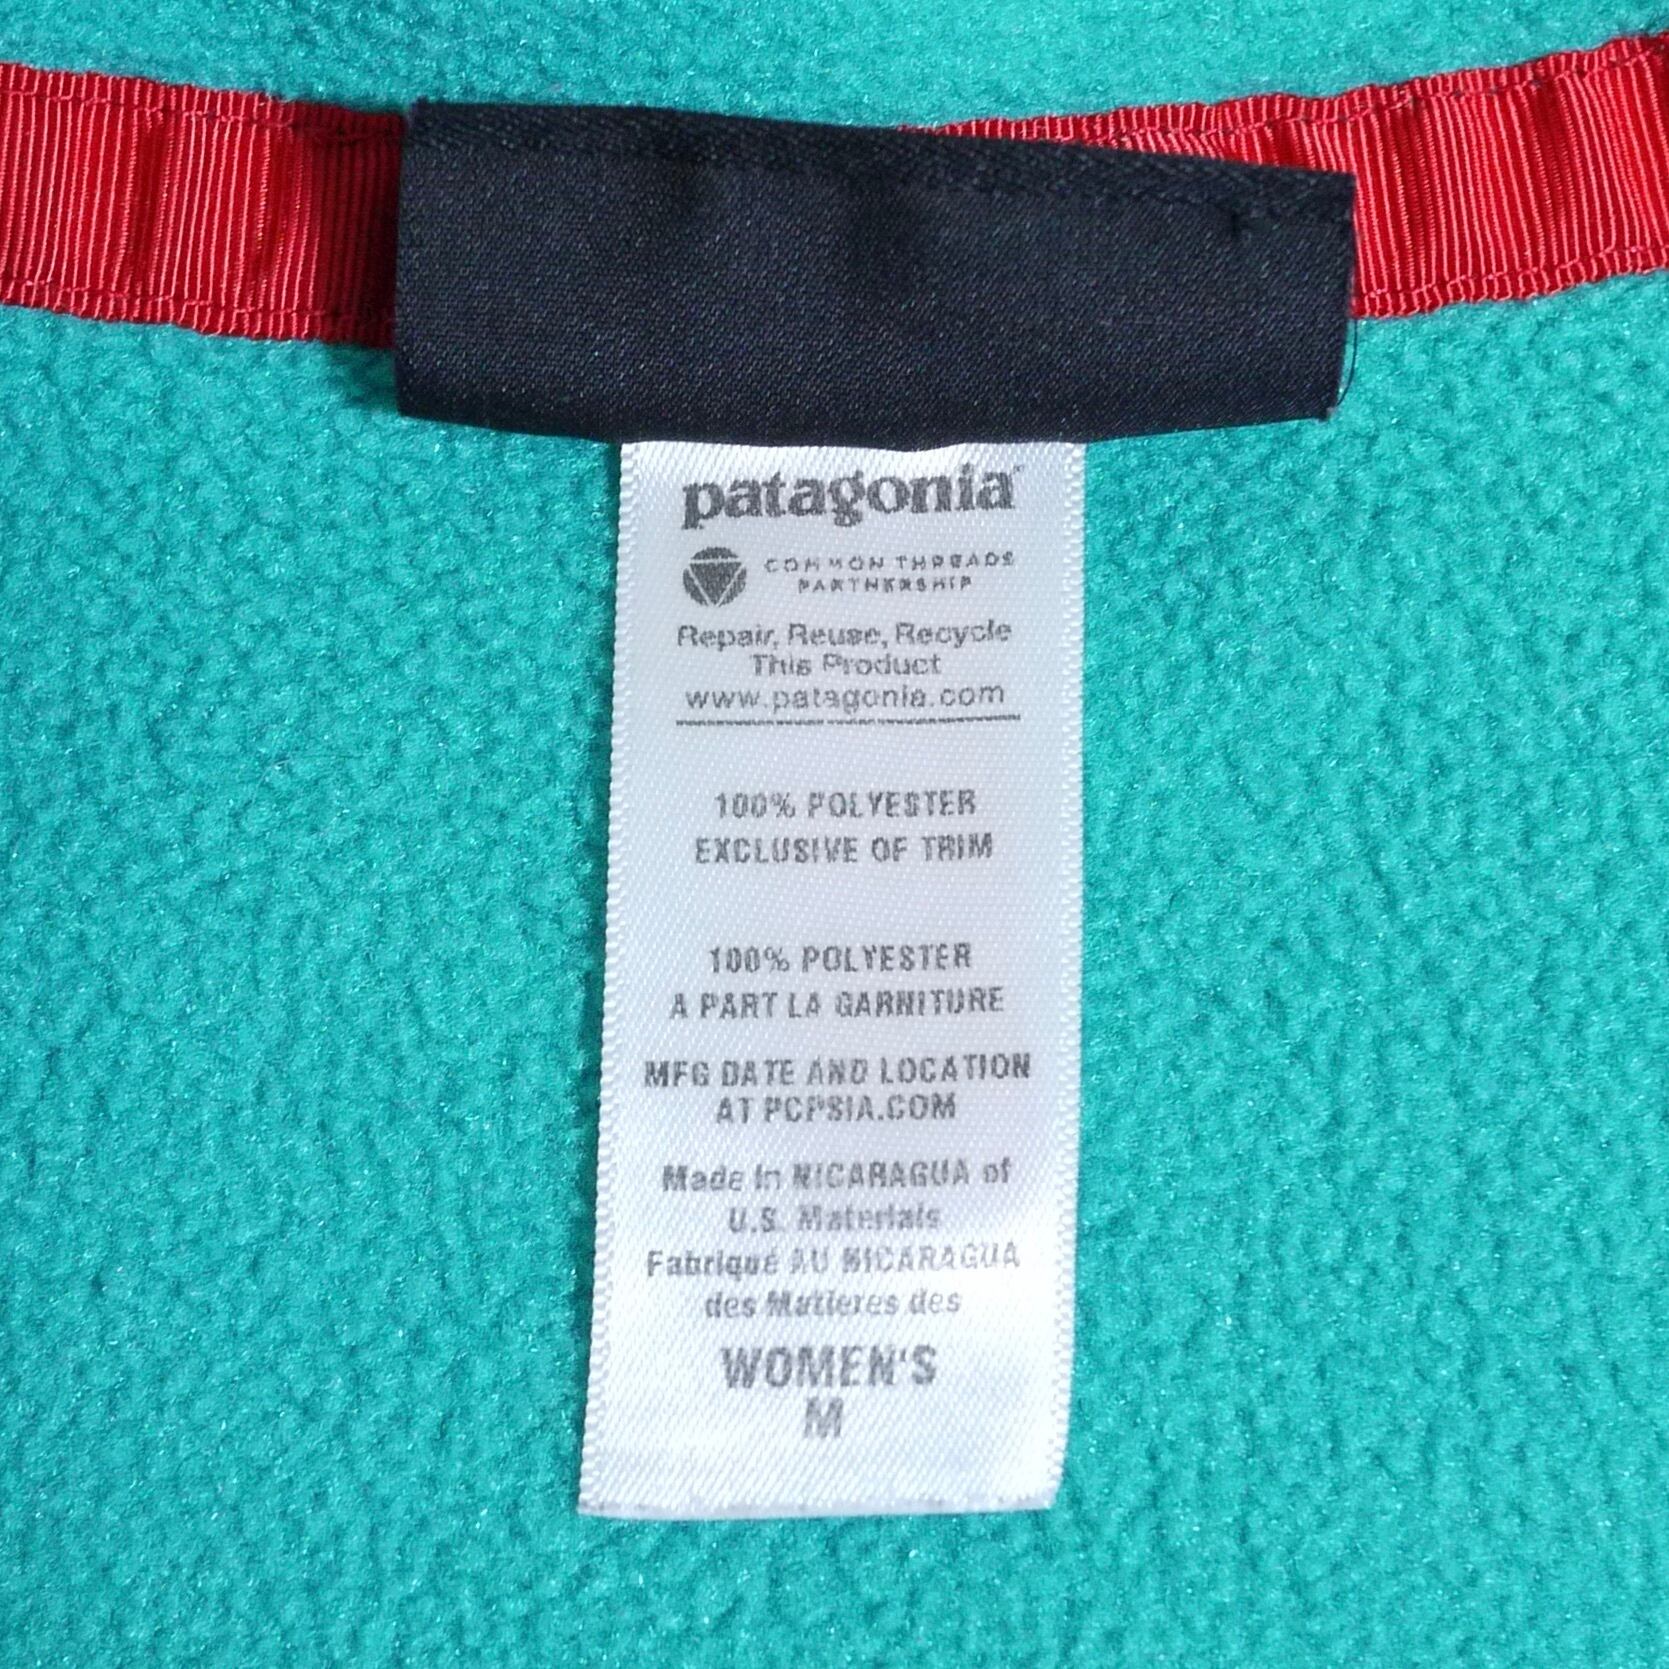 patagonia
COMMON THREADS
PARTNERSHIP
Repair, Reuse, Recycle
This Product
www.patagonia.com
100% POLYESTER
EXCLUSIVE OF TRIM
100% POLYESTER
A PART LA GARNITURE
MFG DATE AND LOCATION
AT PCPSIA.COM
Made in NICARAGUA of
U.S. Materials
Fabriqué AU NICARAGUA
des Matieres des
WOMEN'S
M